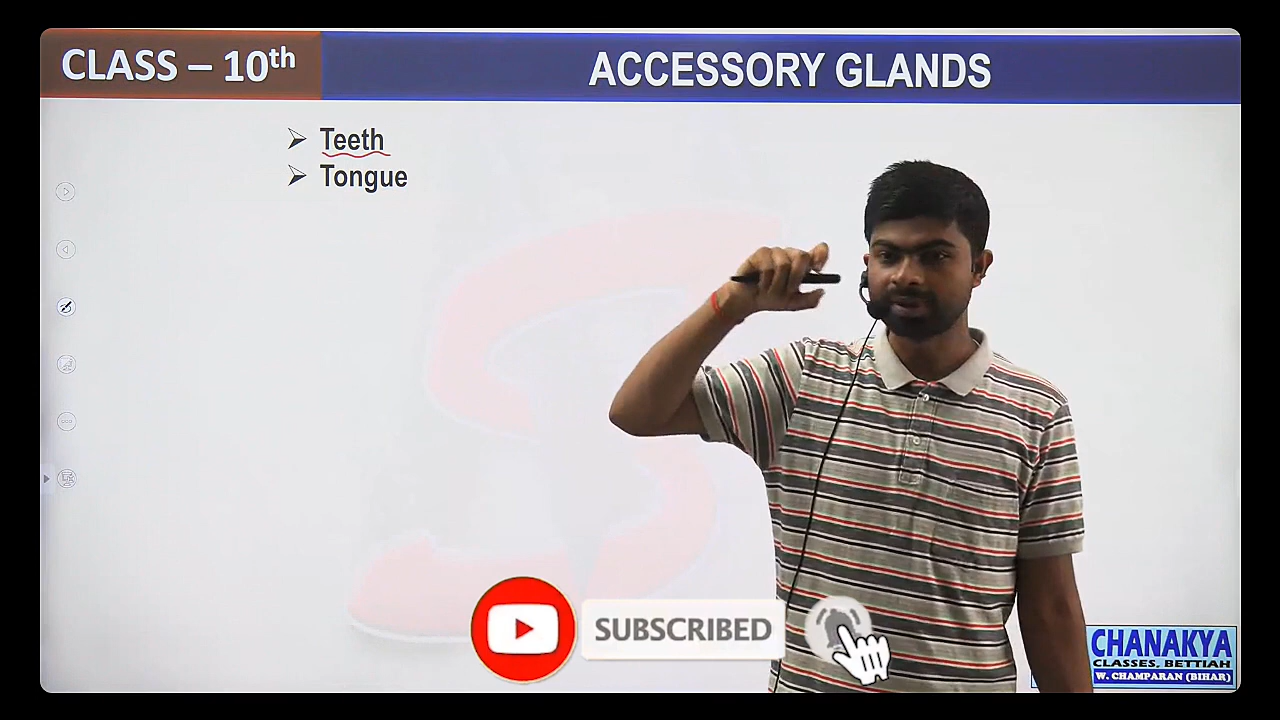 CLASS – 10th
ACCESSORY GLANDS
➢ Teeth
➢ Tongue
SUBSCRIBED
CHANAKYA
CLASSES, BETTIAH
W. CHAMPARAN (BIHAR)